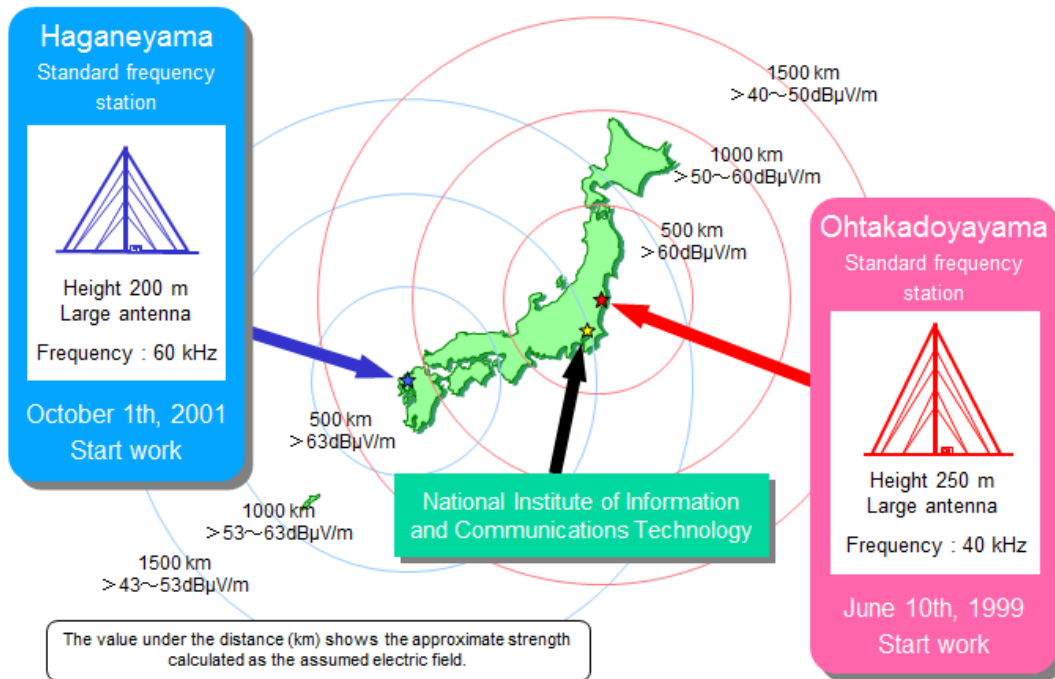 Haganeyama
Standard frequency
station
Height 200 m
Large antenna
Frequency : 60 kHz
October 1th, 2001
Start work
1500 km
＞40～50dBμV/m
1000 km
＞50～60dBμV/m
500 km
＞60dBμV/m
Ohtakadoyayama
Standard frequency
station
Height 250 m
Large antenna
Frequency : 40 kHz
June 10th, 1999
Start work
500 km
＞63dBμV/m
1000 km
＞53～63dBμV/m
1500 km
＞43～53dBμV/m
National Institute of Information
and Communications Technology
The value under the distance (km) shows the approximate strength
calculated as the assumed electric field.